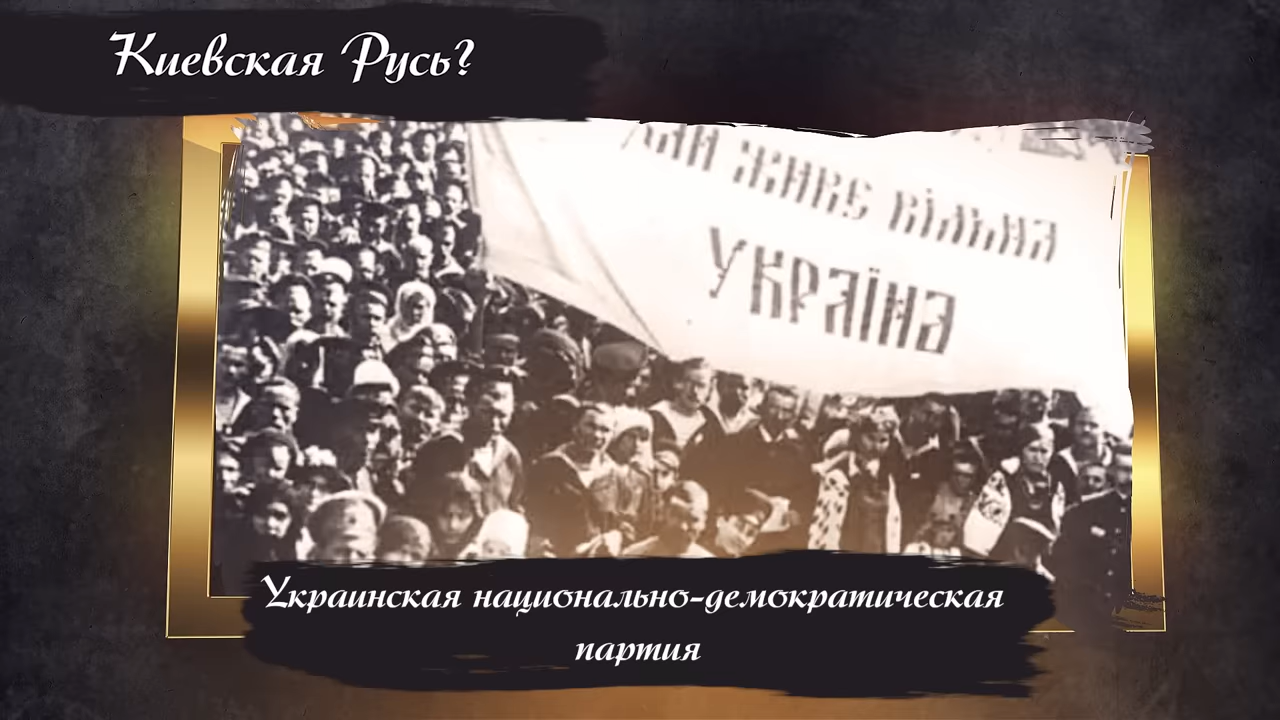 Киевская Русь?
живе вільна
Україна
Украинская национально-демократическая
партия